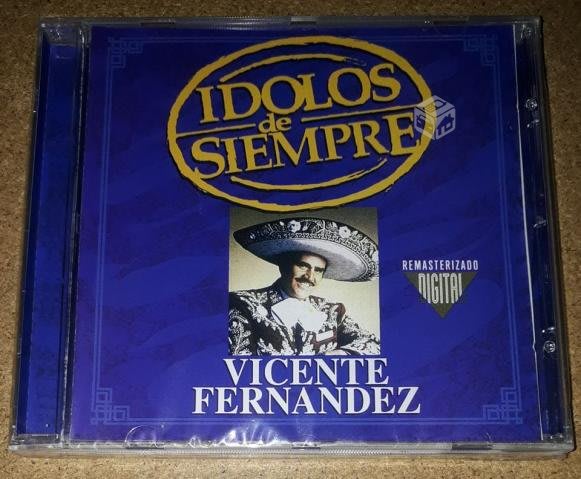 IDOLOS
de
SIEMPRE
REMASTERIZADO
DIGITAL
VICENTE
FERNANDEZ